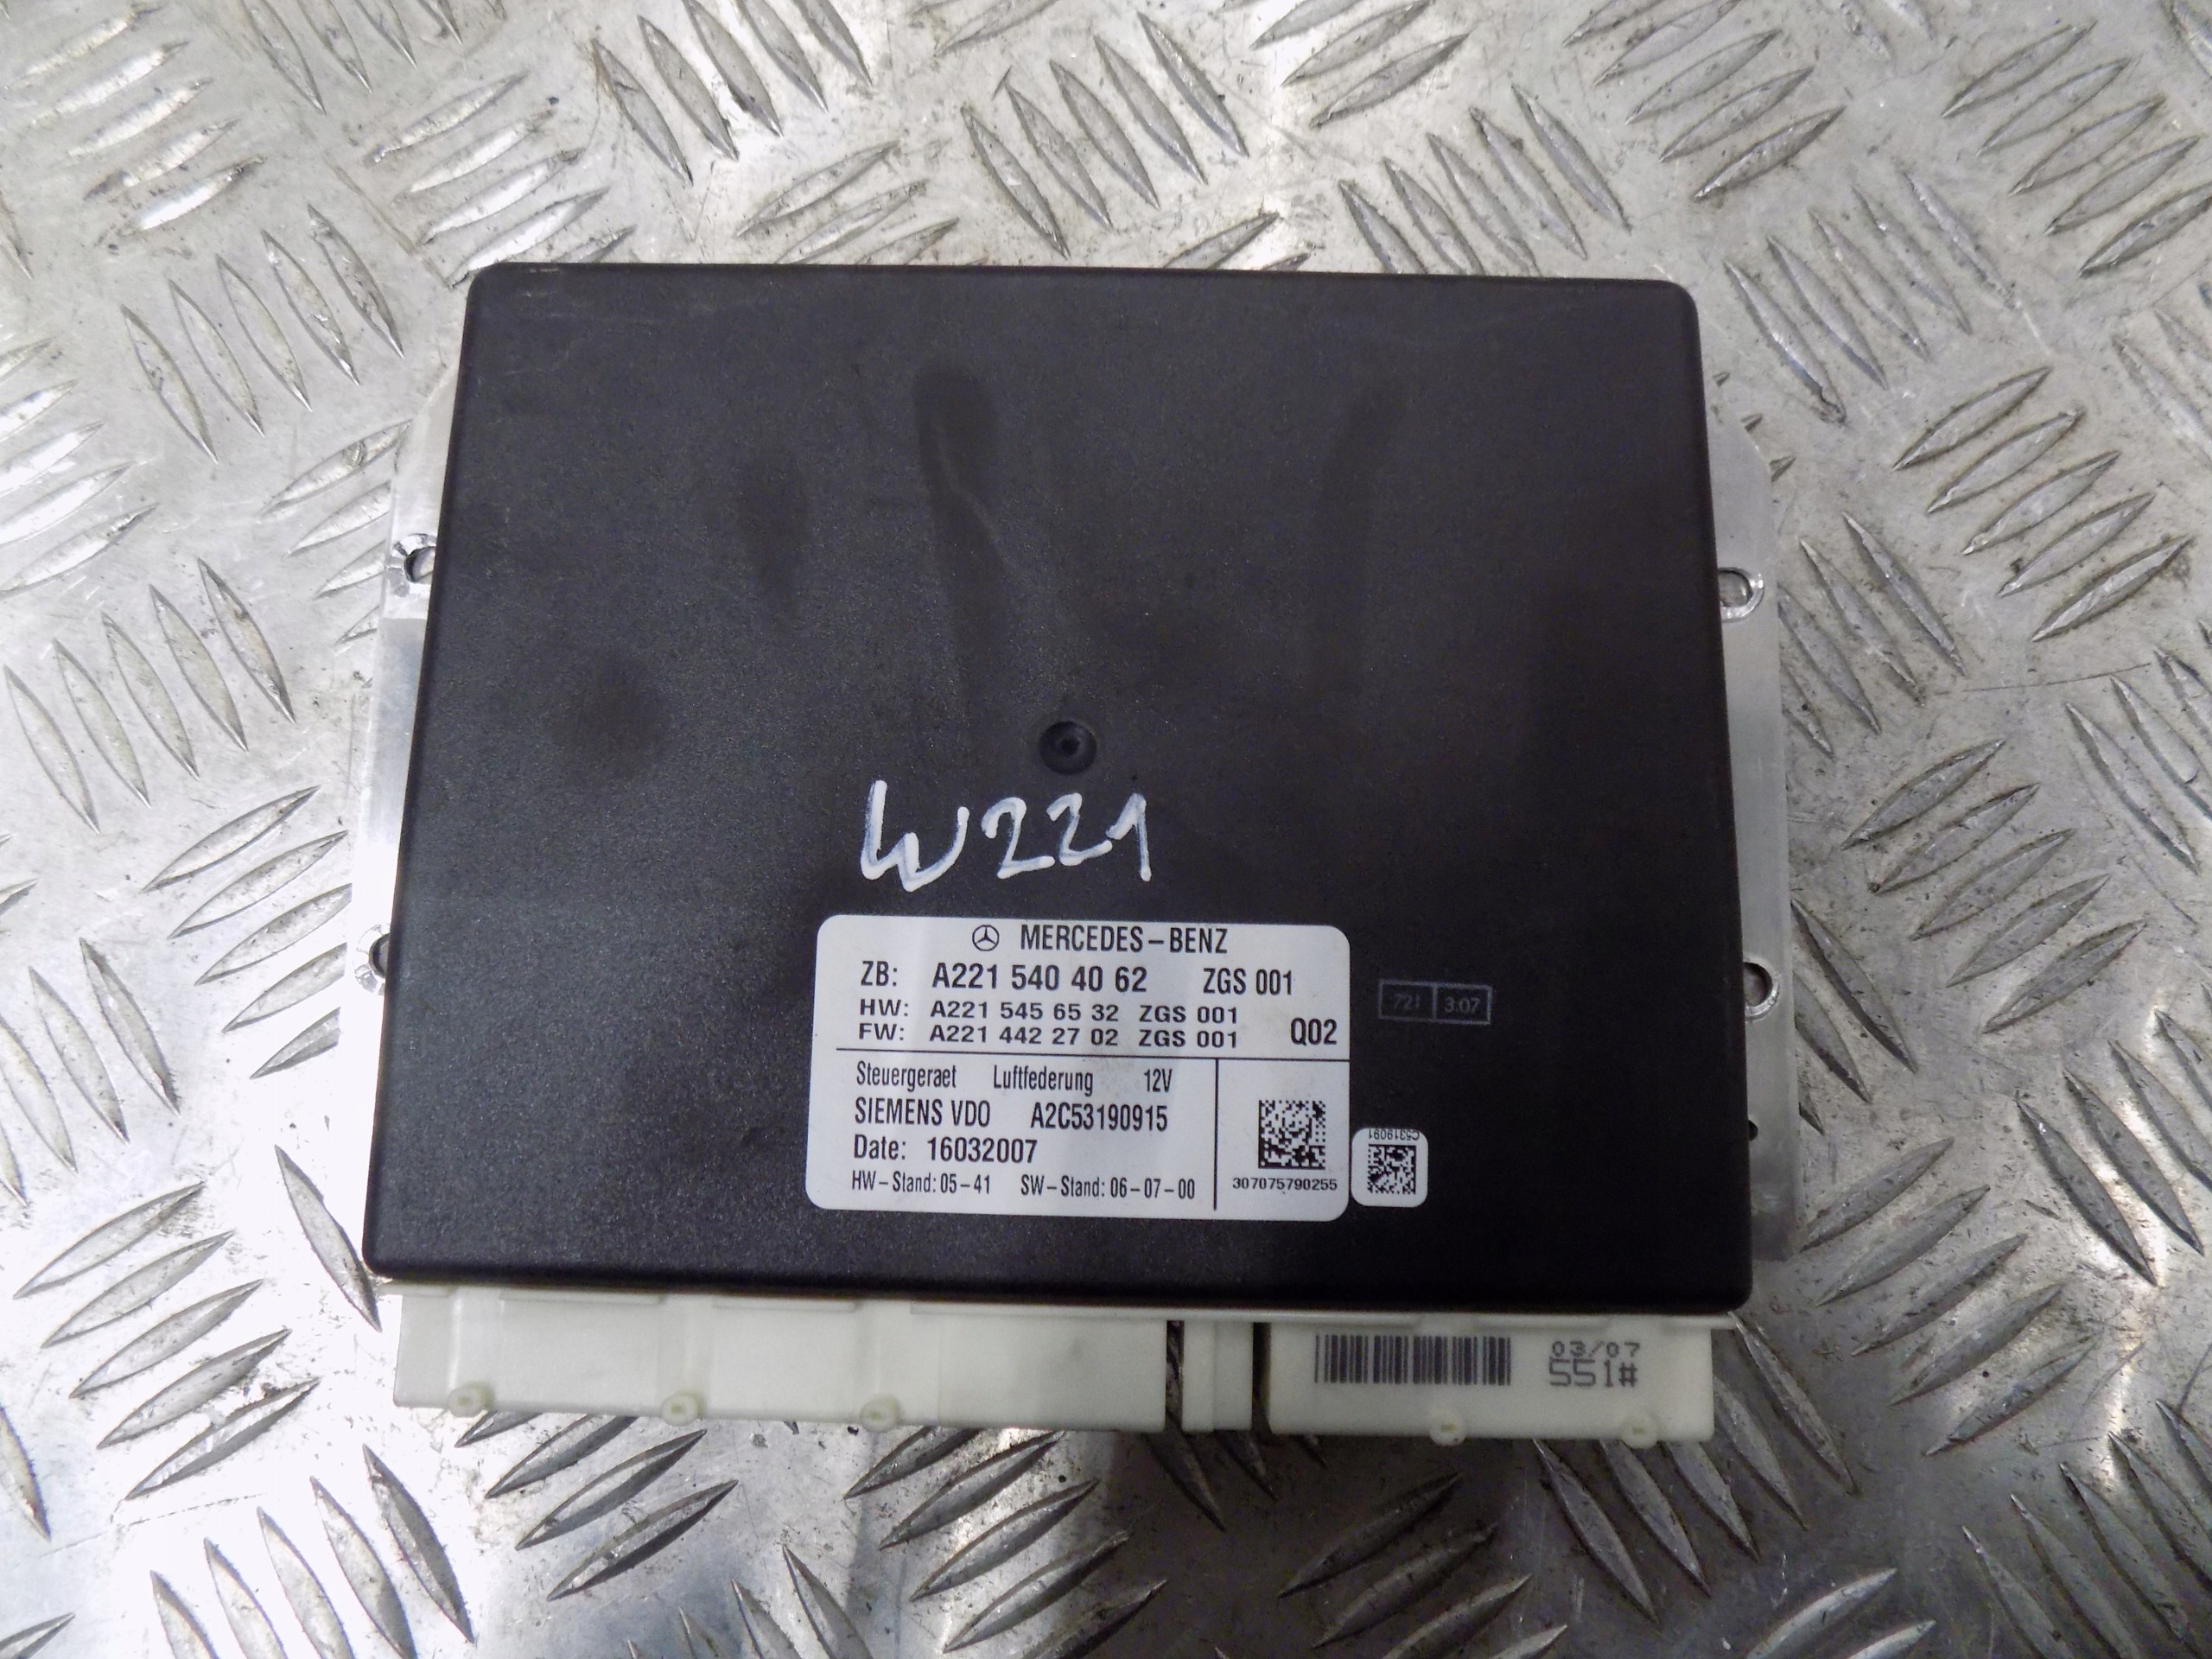 W221
MERCEDES-BENZ
ZB: A221 540 40 62 ZGS 001
HW: A221 545 65 32 ZGS 001
FW: A221 442 27 02 ZGS 001 Q02
721 3.07
Steuergeraet Luftfederung 12V
SIEMENS VDO A2C53190915
Date: 16032007
HW-Stand: 05-41 SW-Stand: 06-07-00
307075790255
C5319091
03/07
551#